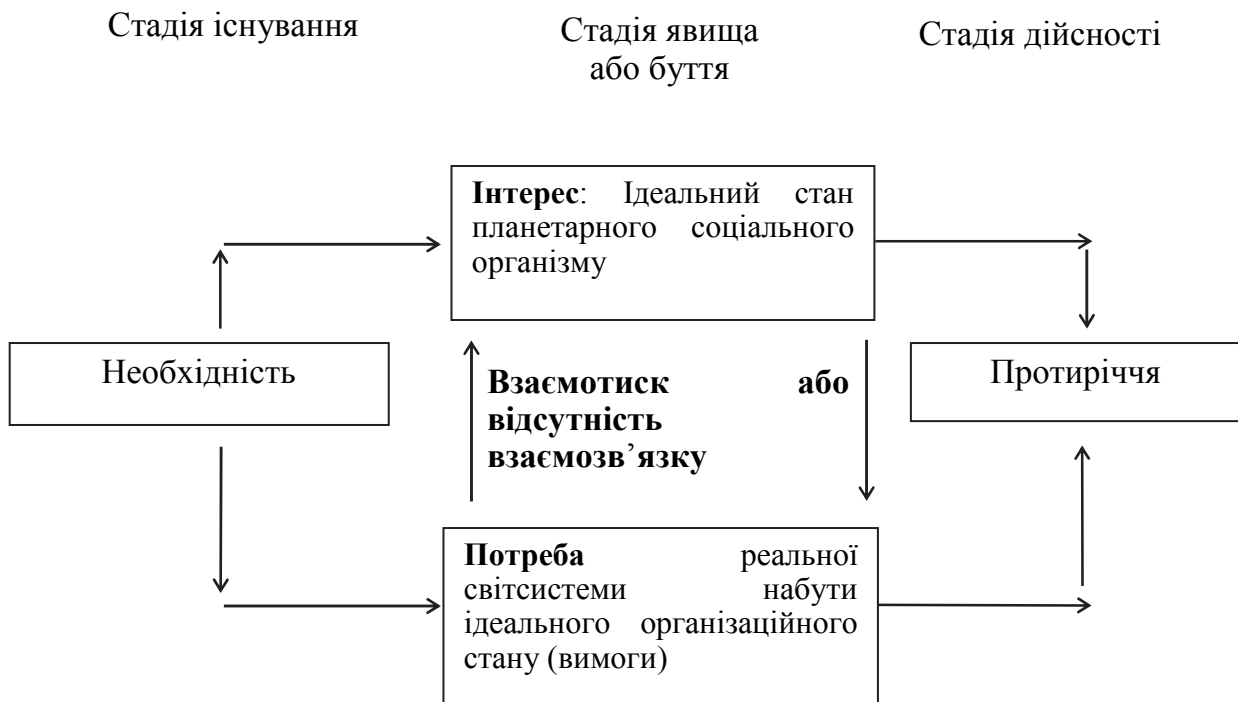 Стадія існування
Стадія явища
або буття
Стадія дійсності
Інтерес: Ідеальний стан
планетарного соціального
організму
Необхідність
Взаємотиск або
відсутність
взаємозв’язку
Протиріччя
Потреба реальної
світсистеми набути
ідеального організаційного
стану (вимоги)